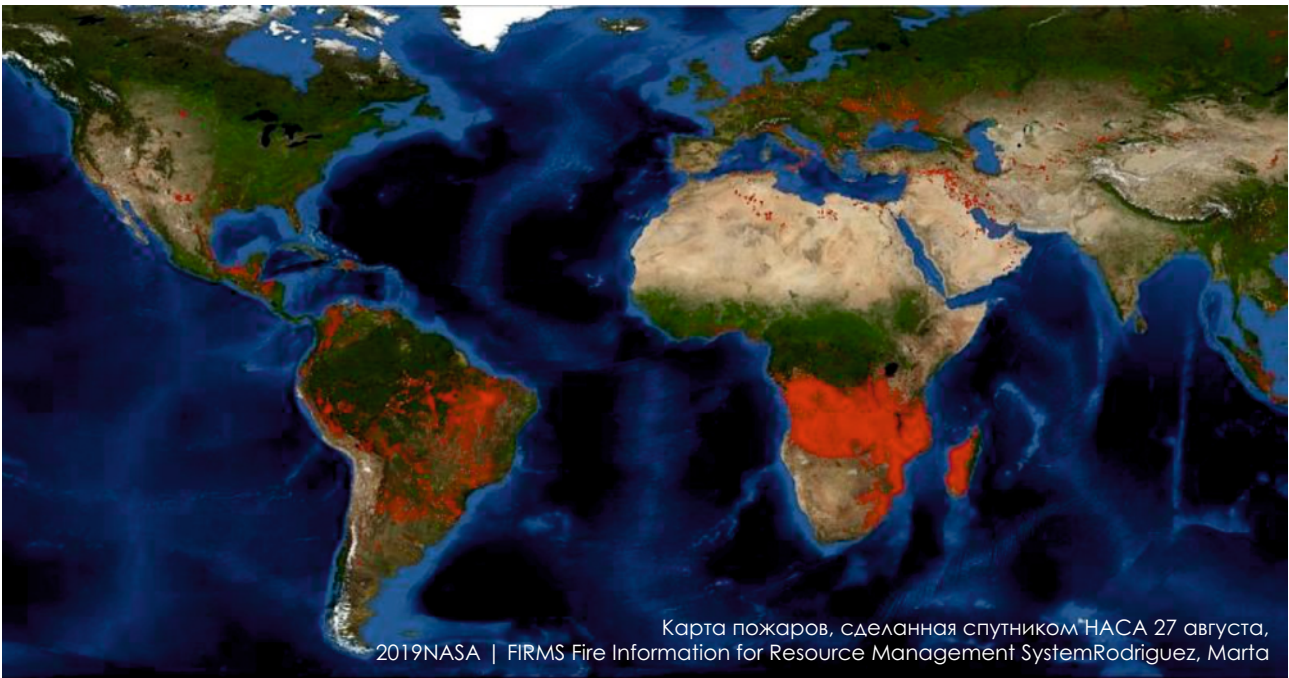 Карта пожаров, сделанная спутником НАСА 27 августа,
2019NASA | FIRMS Fire Information for Resource Management SystemRodriguez, Marta